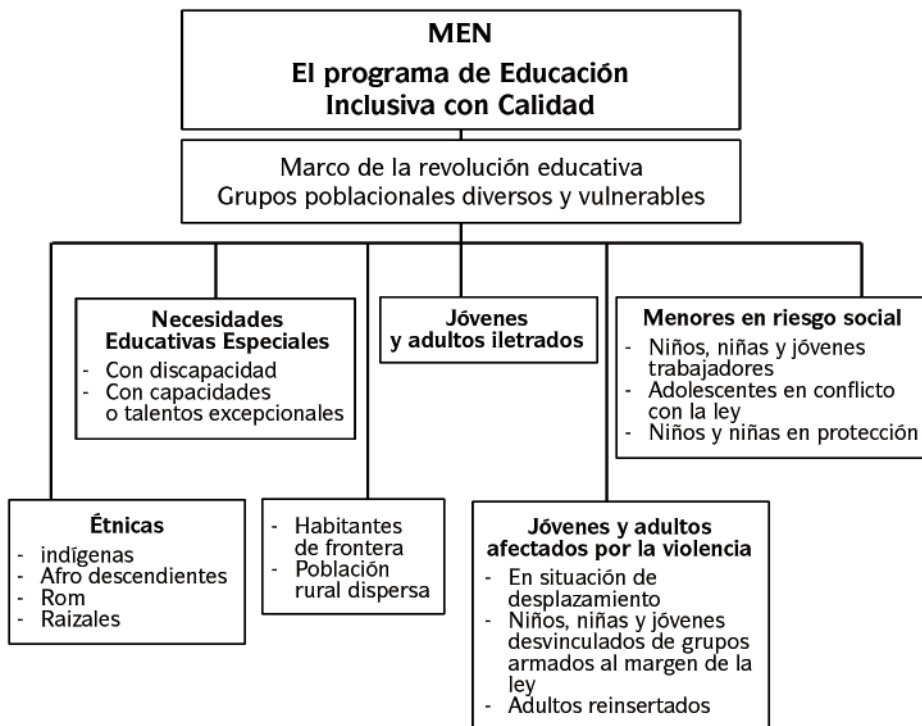 MEN
El programa de Educación
Inclusiva con Calidad
Marco de la revolución educativa
Grupos poblacionales diversos y vulnerables
Necesidades
Educativas Especiales
- Con discapacidad
- Con capacidades
o talentos excepcionales
Jóvenes
y adultos iletrados
Menores en riesgo social
- Niños, niñas y jóvenes
trabajadores
- Adolescentes en conflicto
con la ley
- Niños y niñas en protección
Étnicas
- indígenas
- Afro descendientes
- Rom
- Raizales
- Habitantes
de frontera
- Población
rural dispersa
Jóvenes y adultos
afectados por la violencia
- En situación de
desplazamiento
- Niños, niñas y jóvenes
desvinculados de grupos
armados al margen de la
ley
- Adultos reinsertados